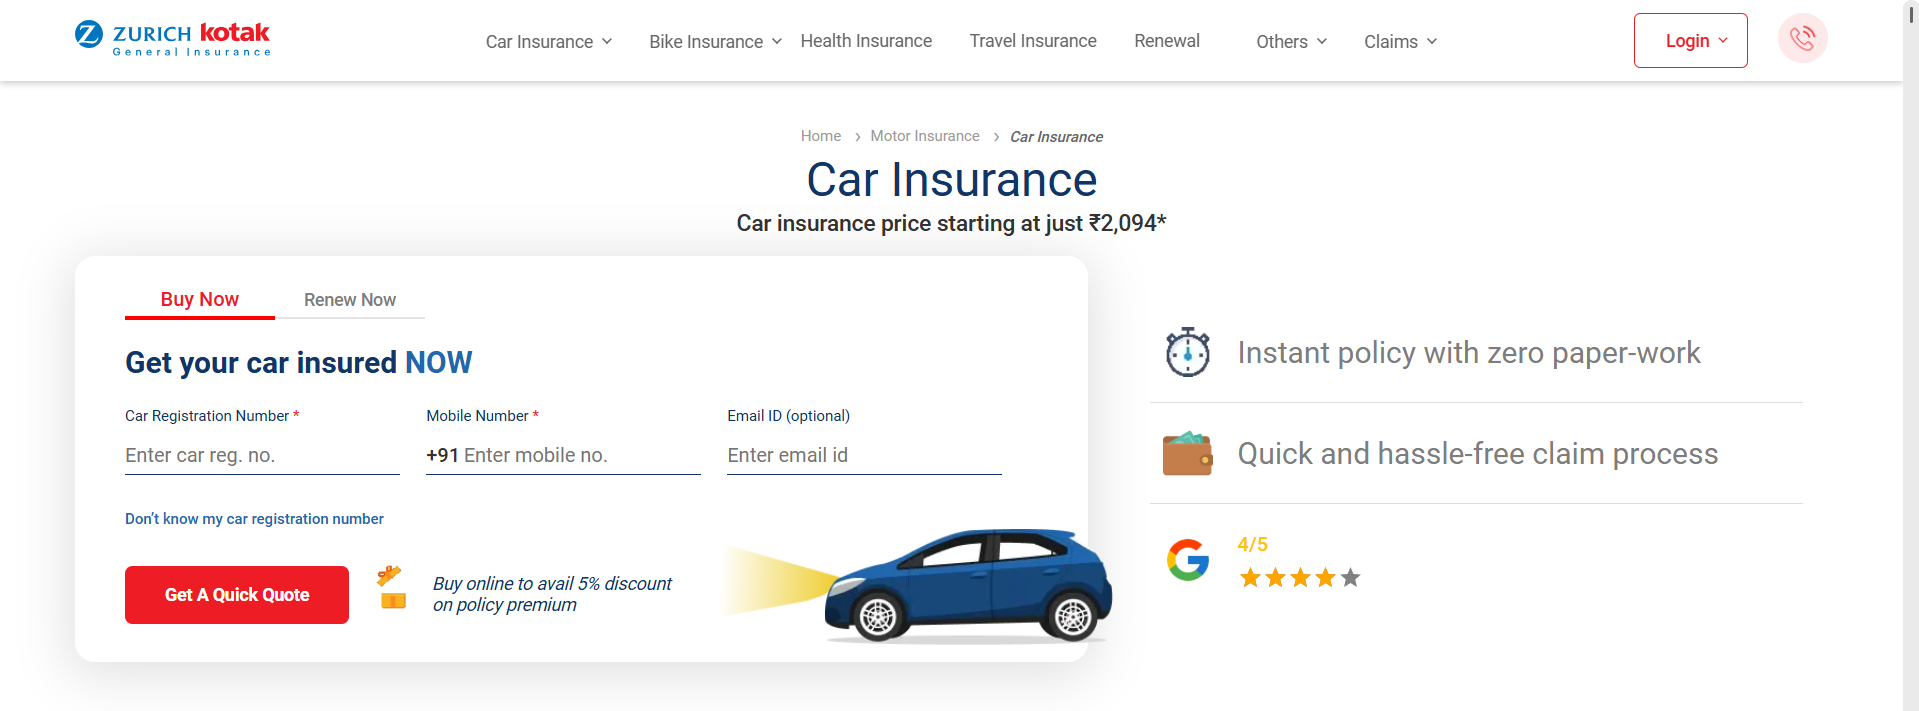 ZURICH kotak
General Insurance
Car Insurance
Bike Insurance
Health Insurance
Travel Insurance
Renewal
Others
Claims
Login
Home > Motor Insurance > Car Insurance
Car Insurance
Car insurance price starting at just ₹2,094*
Buy Now
Renew Now
Get your car insured NOW
Car Registration Number *
Enter car reg. no.
Mobile Number *
+91 Enter mobile no.
Email ID (optional)
Enter email id
Don’t know my car registration number
Get A Quick Quote
Buy online to avail 5% discount
on policy premium
Instant policy with zero paper-work
Quick and hassle-free claim process
4/5